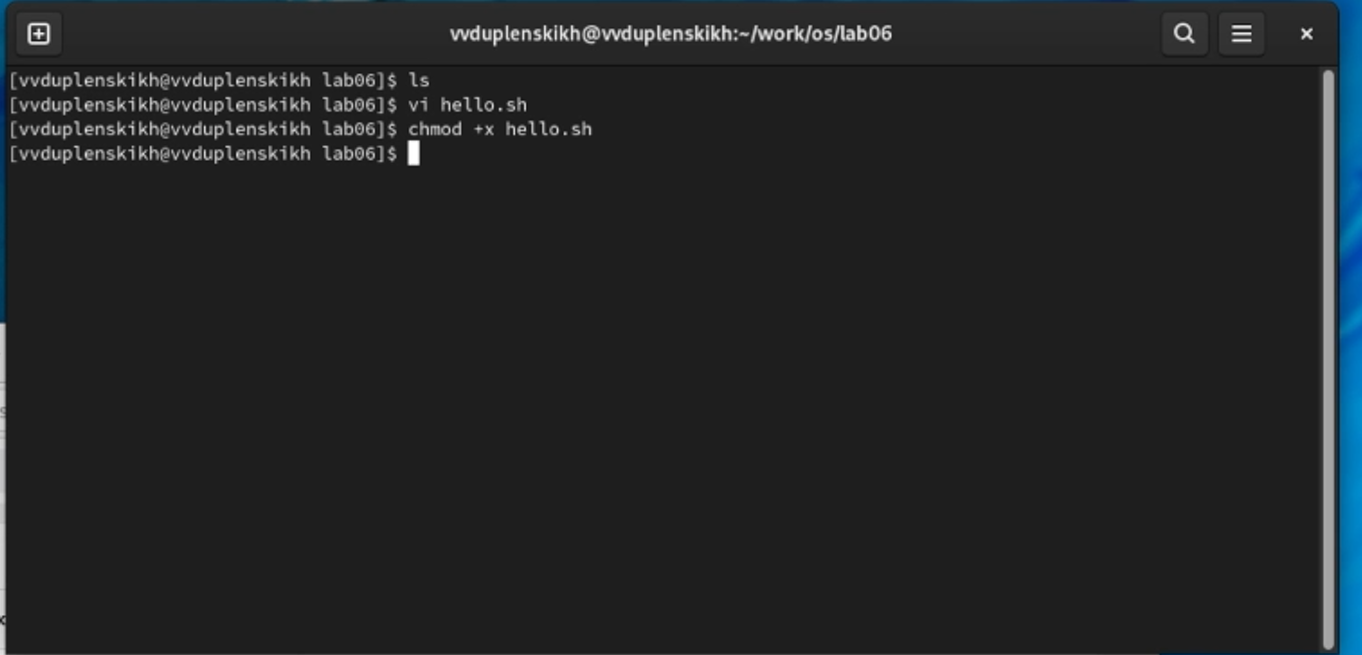 vvduplenskikh@vvduplenskikh:~/work/os/lab06
[vvduplenskikh@vvduplenskikh lab06]$ ls
[vvduplenskikh@vvduplenskikh lab06]$ vi hello.sh
[vvduplenskikh@vvduplenskikh lab06]$ chmod +x hello.sh
[vvduplenskikh@vvduplenskikh lab06]$